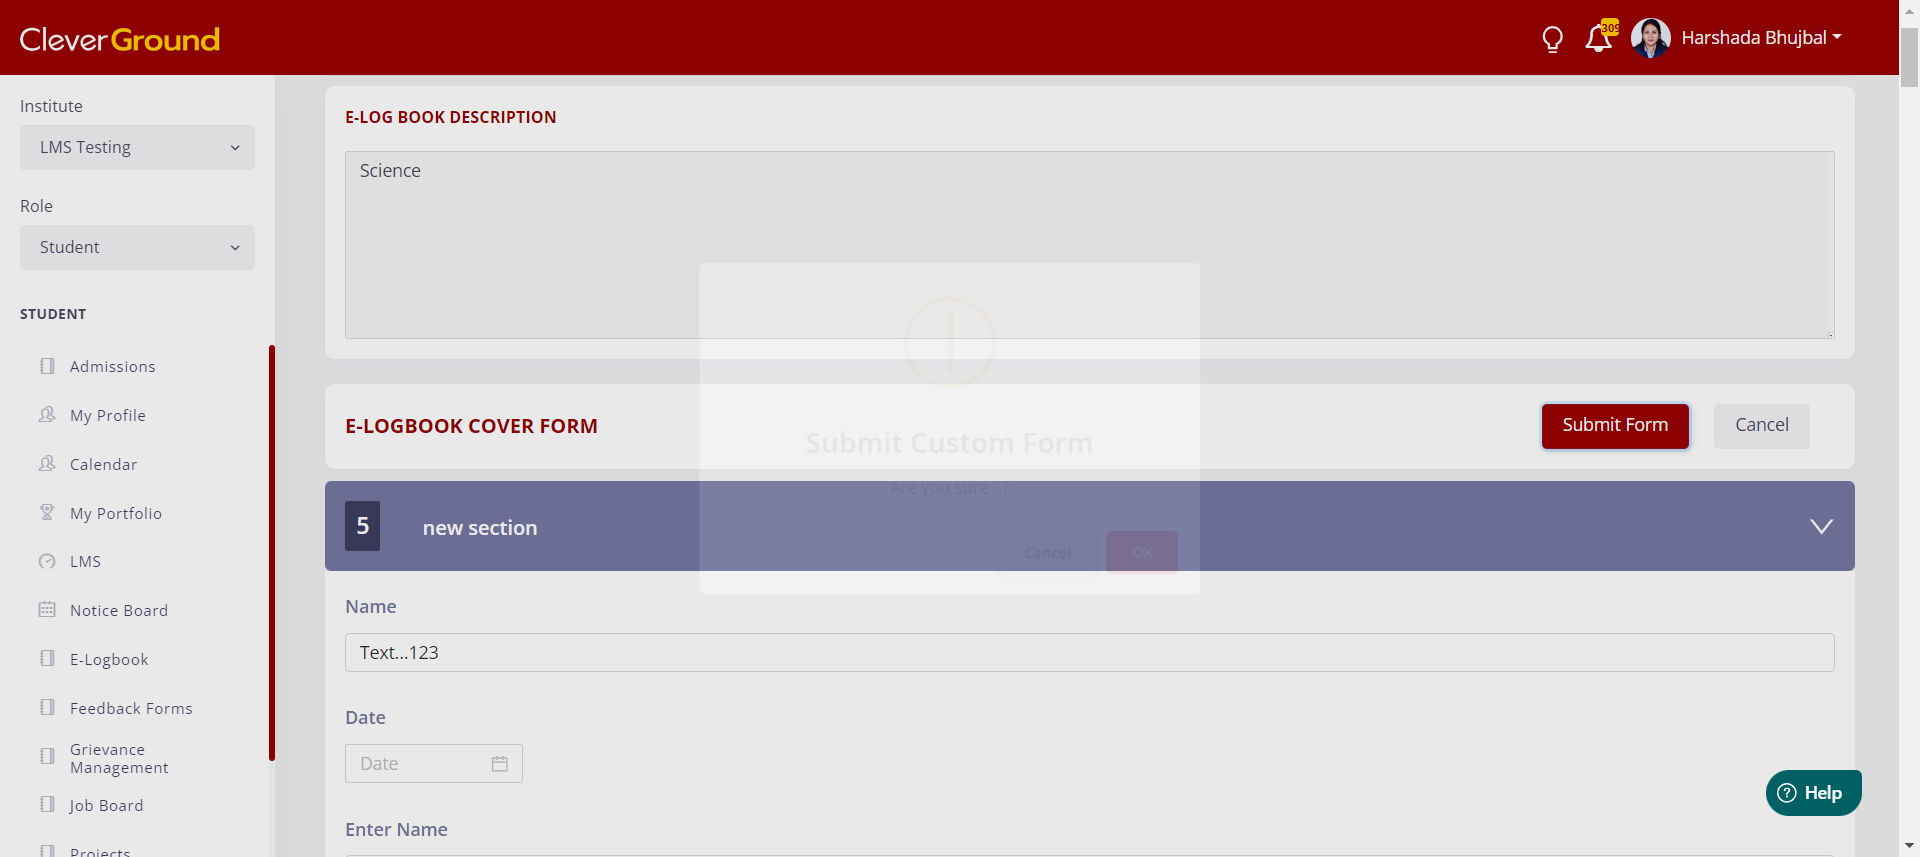 CleverGround
309
Harshada Bhujbal
Institute
LMS Testing
Role
Student
STUDENT
Admissions
My Profile
Calendar
My Portfolio
LMS
Notice Board
E-Logbook
Feedback Forms
Grievance
Management
Job Board
Projects
E-LOG BOOK DESCRIPTION
Science
E-LOGBOOK COVER FORM
Submit Form
Cancel
Submit Custom Form
Are you sure...?
Cancel
OK
5
new section
Name
Text...123
Date
Date
Enter Name
Help